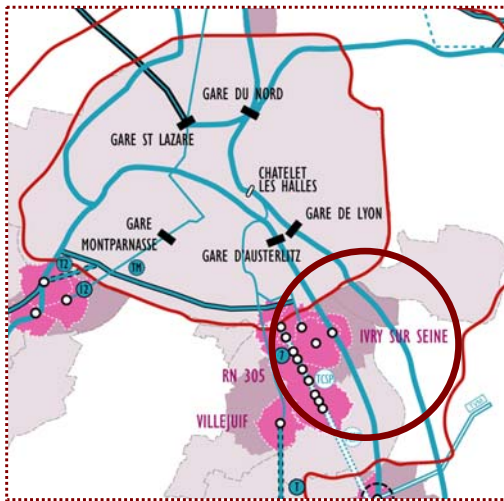 GARE DU NORD
GARE ST LAZARE
CHATELET
LES HALLES
GARE DE LYON
GARE
MONTPARNASSE
GARE D'AUSTERLITZ
T2
TM
T2
IVRY SUR SEINE
7
RN 305
TCSP
VILLEJUIF
T
TSM